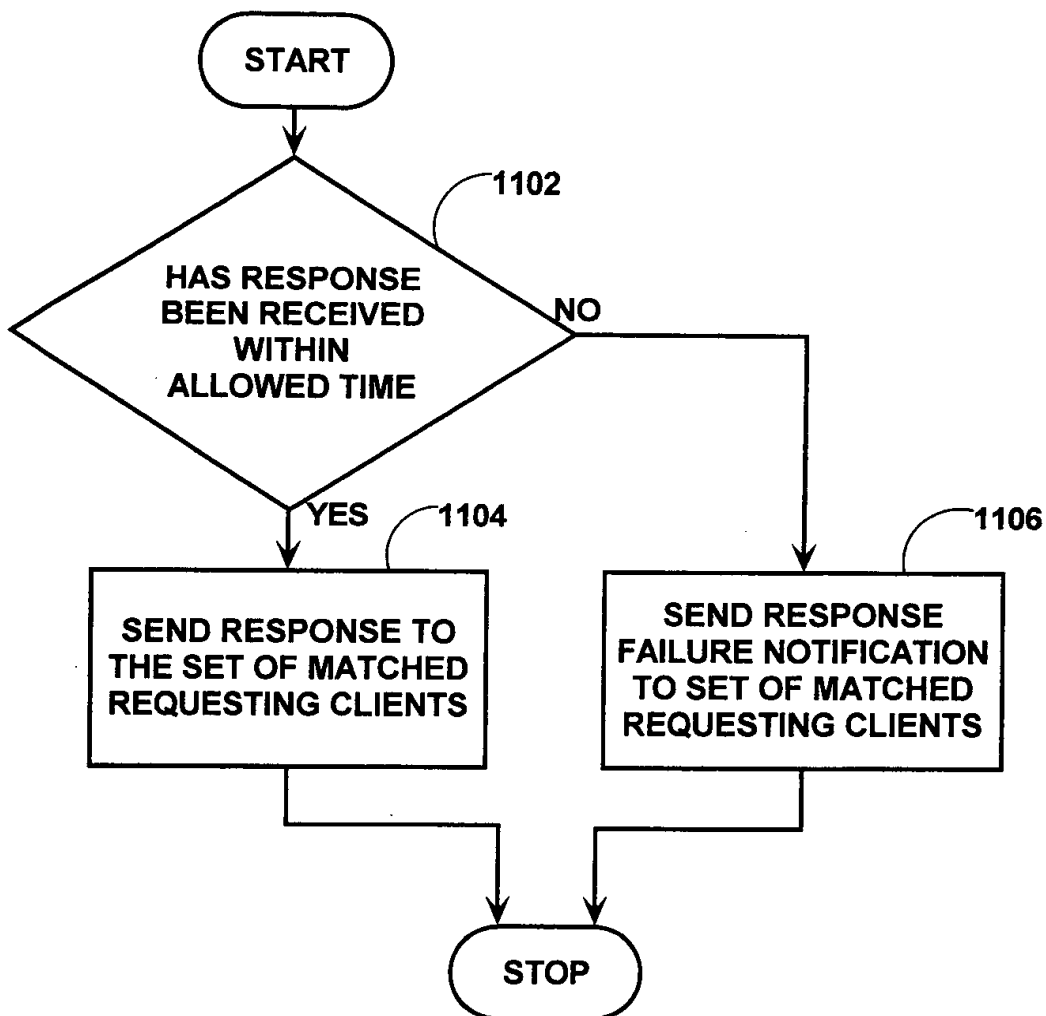 START
1102
HAS RESPONSE
BEEN RECEIVED
WITHIN
ALLOWED TIME
NO
YES
1104
1106
SEND RESPONSE TO
THE SET OF MATCHED
REQUESTING CLIENTS
SEND RESPONSE
FAILURE NOTIFICATION
TO SET OF MATCHED
REQUESTING CLIENTS
STOP